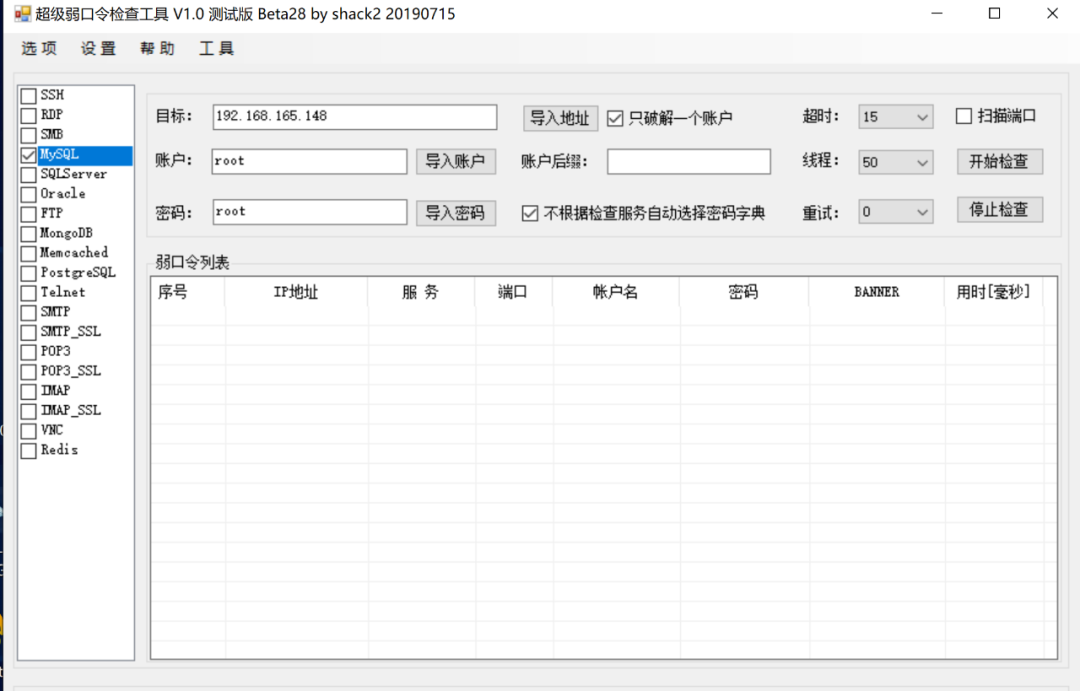 超级弱口令检查工具 V1.0 测试版 Beta28 by shack2 20190715
选项 设置 帮助 工具
SSH
RDP
SMB
MySQL
SQLServer
Oracle
FTP
MongoDB
Memcached
PostgreSQL
Telnet
SMTP
SMTP_SSL
POP3
POP3_SSL
IMAP
IMAP_SSL
VNC
Redis
目标： 192.168.165.148 导入地址 只破解一个账户 超时： 15 扫描端口
账户： root 导入账户 账户后缀： 线程： 50 开始检查
密码： root 导入密码 不根据检查服务自动选择密码字典 重试： 0 停止检查
弱口令列表
序号 IP地址 服 务 端口 帐户名 密码 BANNER 用时[毫秒]